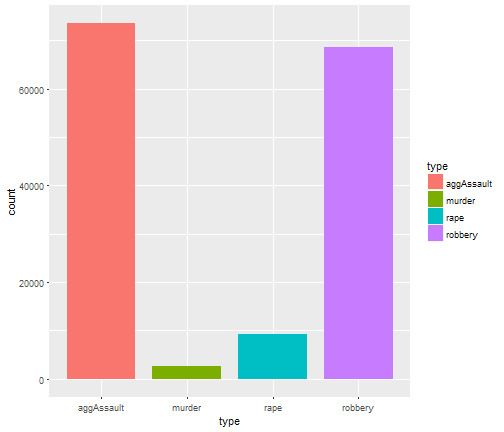 60000
40000
20000
0
count
aggAssault murder rape robbery
type
type
aggAssault
murder
rape
robbery